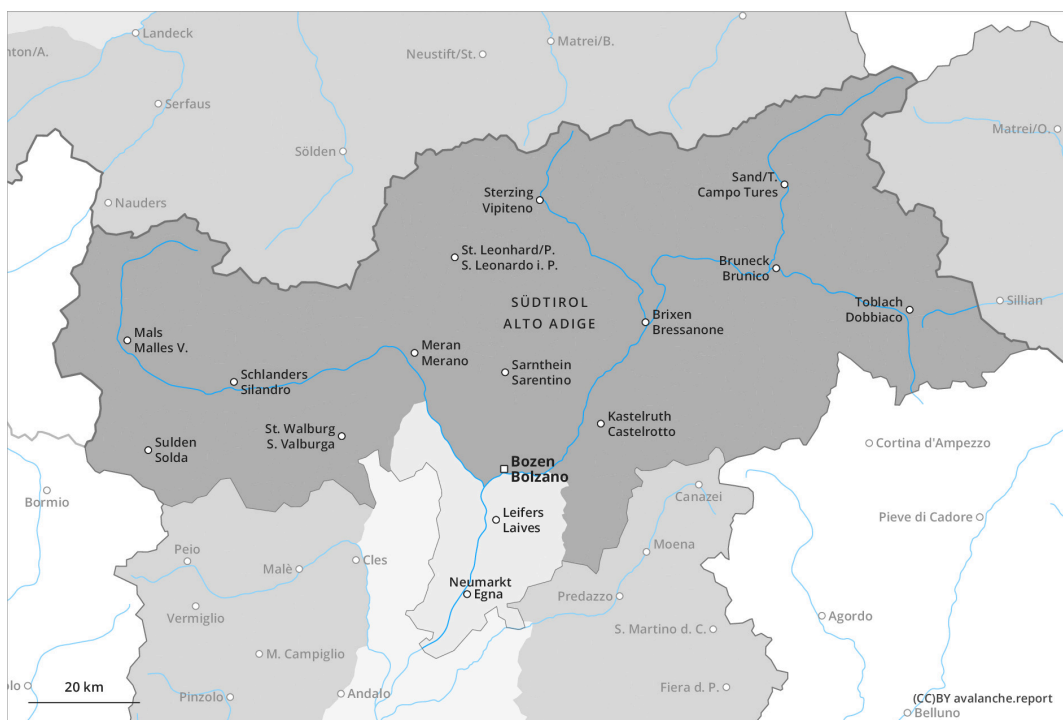 Landeck
nton/A.
Neustift/St.
Matrei/B.
Serfaus
Matrei/O.
Sölden
Nauders
Sand/T.
Campo Tures
Sterzing
Vipiteno
St. Leonhard/P.
S. Leonardo i. P.
Bruneck
Brunico
SÜDTIROL
ALTO ADIGE
Toblach
Dobbiaco
Sillian
Brixen
Bressanone
Mals
Malles V.
Meran
Merano
Schlanders
Silandro
Sarnthein
Sarentino
Kastelruth
Castelrotto
St. Walburg
S. Valburga
Sulden
Solda
Cortina d'Ampezzo
Bozen
Bolzano
Bormio
Canazei
Leifers
Laives
Pieve di Cadore
Peio
Malè
Cles
Moena
Neumarkt
Egna
Predazzo
Vermiglio
Agordo
S. Martino d. C.
M. Campiglio
olo
20 km
Pinzolo
Andalo
Fiera d. P.
(CC)BY avalanche.report
Belluno